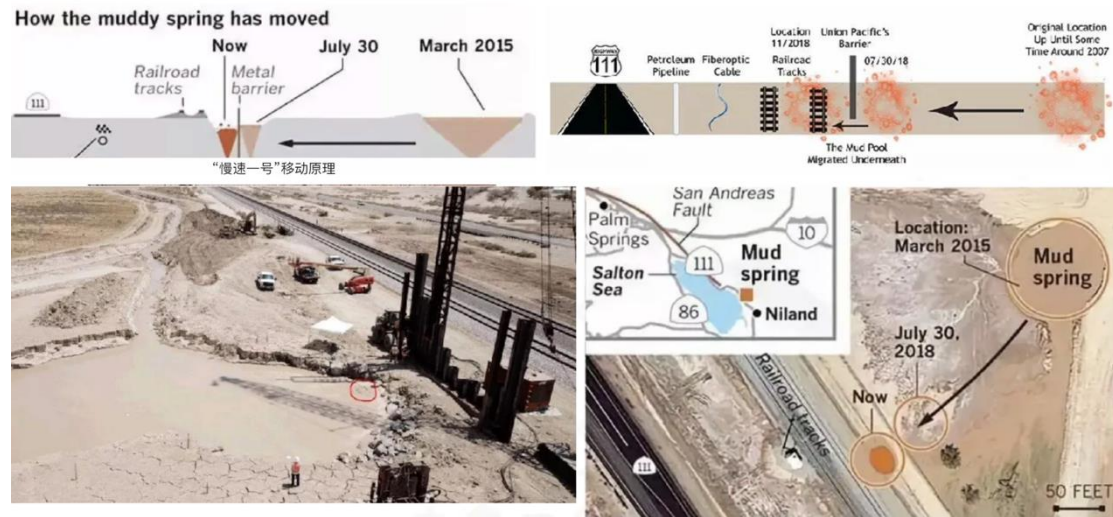 How the muddy spring has moved
Now
July 30
March 2015
Railroad
tracks
Metal
barrier
111
“慢速一号”移动原理
HIGHWAY
111
Petroleum
Pipeline
Fiberoptic
Cable
Location
11/2018
Railroad
Tracks
Union Pacific's
Barrier
07/30/18
Original Location
Up Until Some
Time Around 2007
The Mud Pool
Migrated Underneath
San Andreas
Fault
Palm
Springs
10
111
Mud
spring
Salton
Sea
86
Niland
Location:
March 2015
Mud
spring
July 30,
2018
Now
Railroad tracks
111
50 FEET